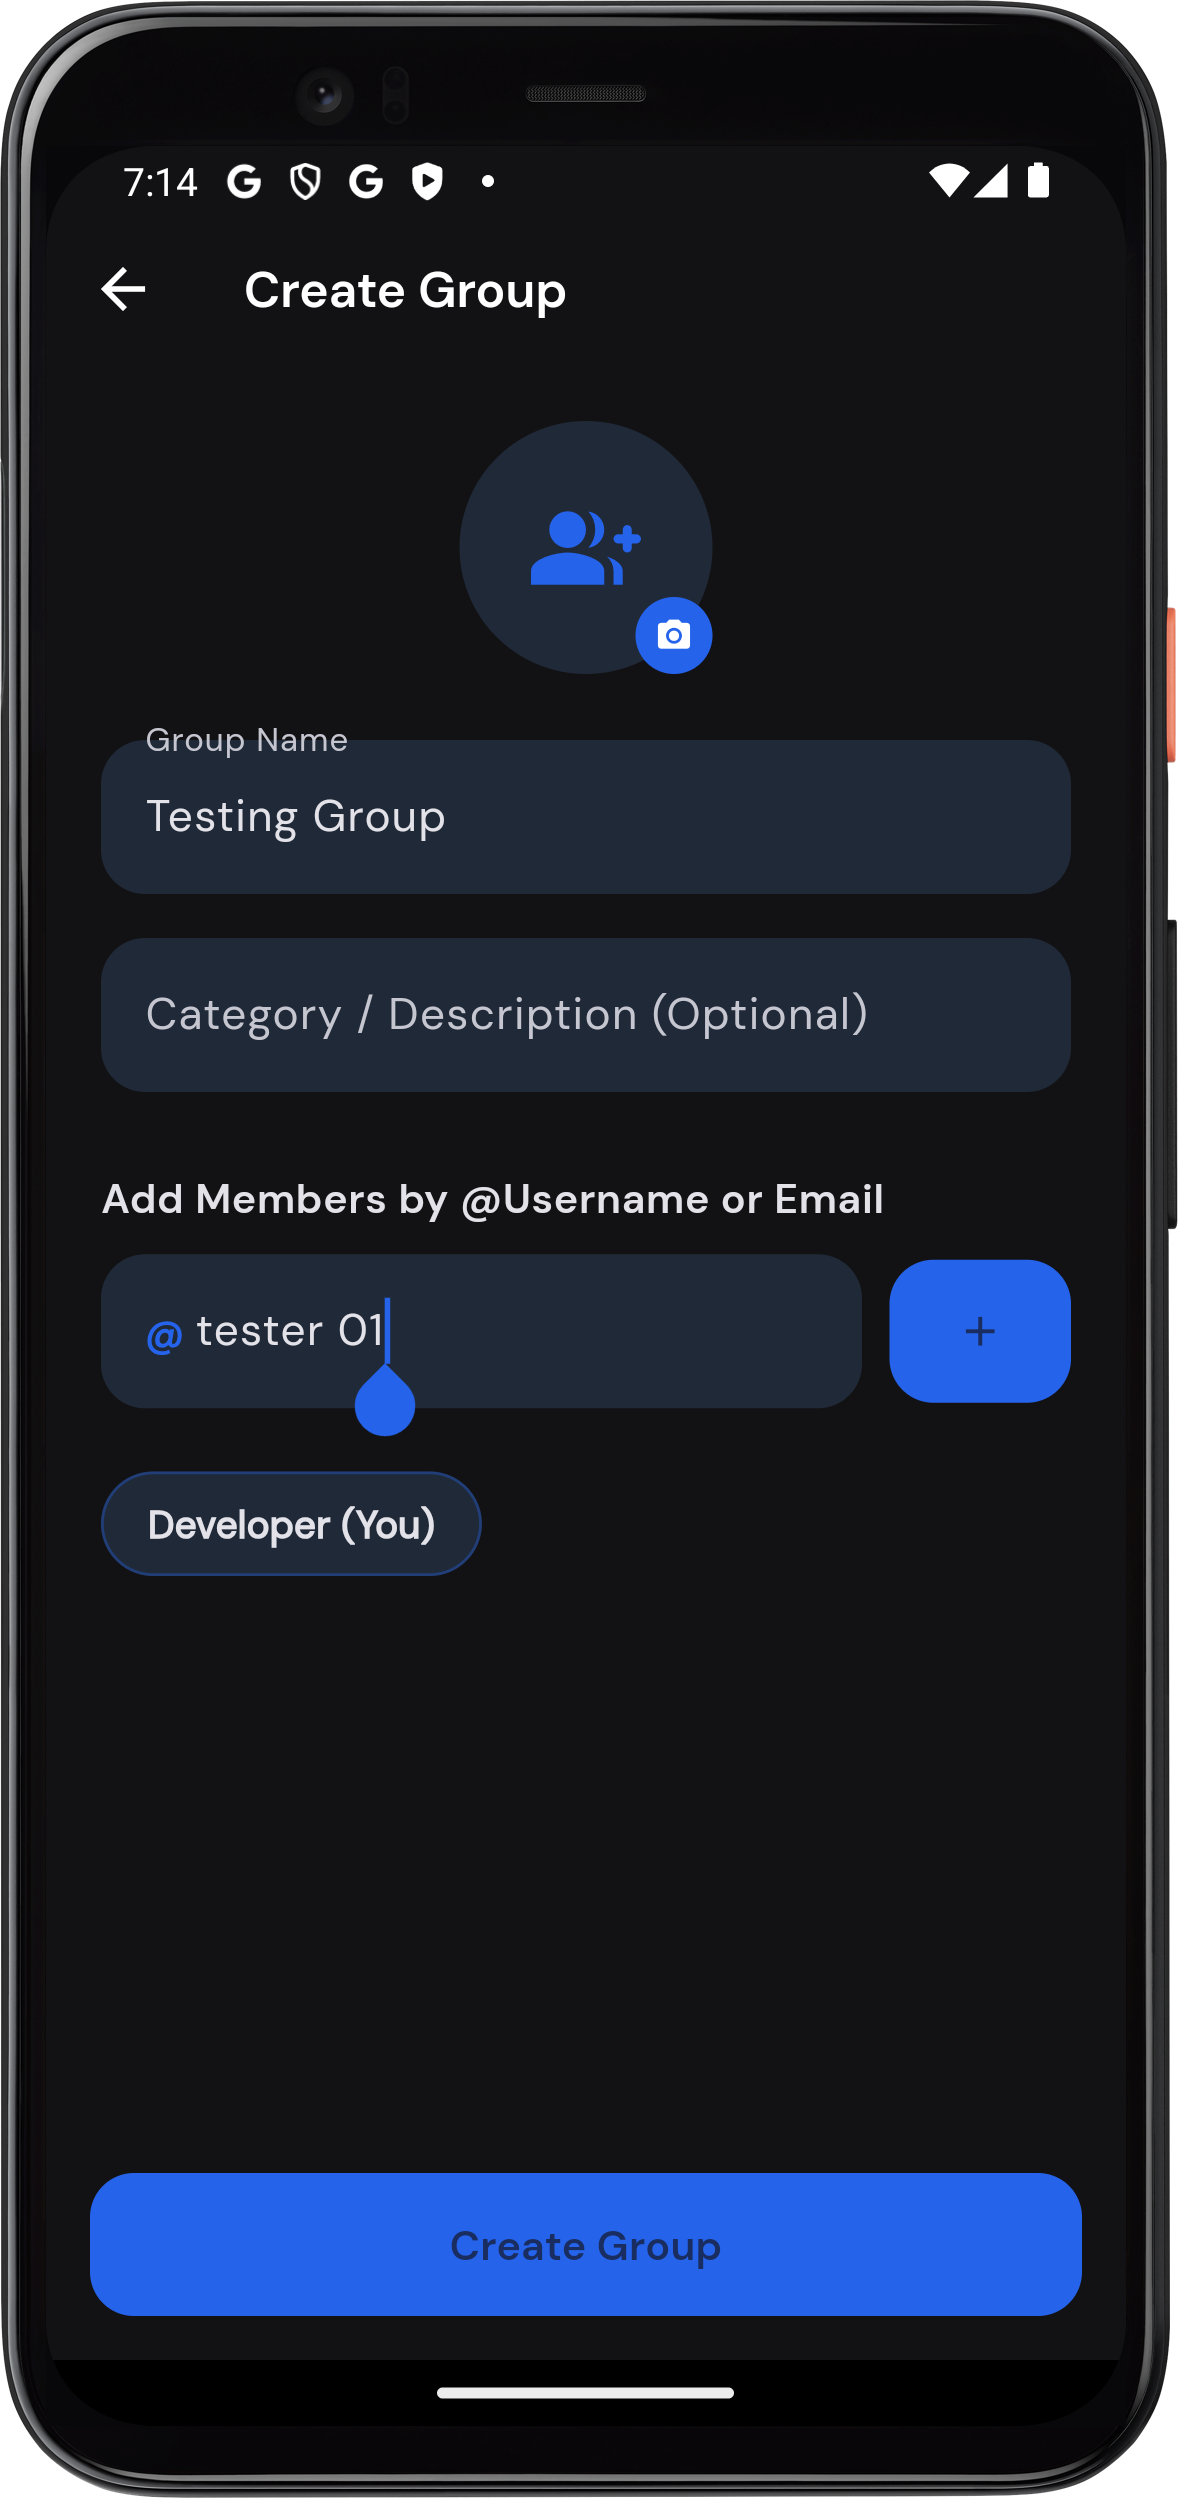 7:14
Create Group
Group Name
Testing Group
Category / Description (Optional)
Add Members by @Username or Email
@ tester 01
+
Developer (You)
Create Group